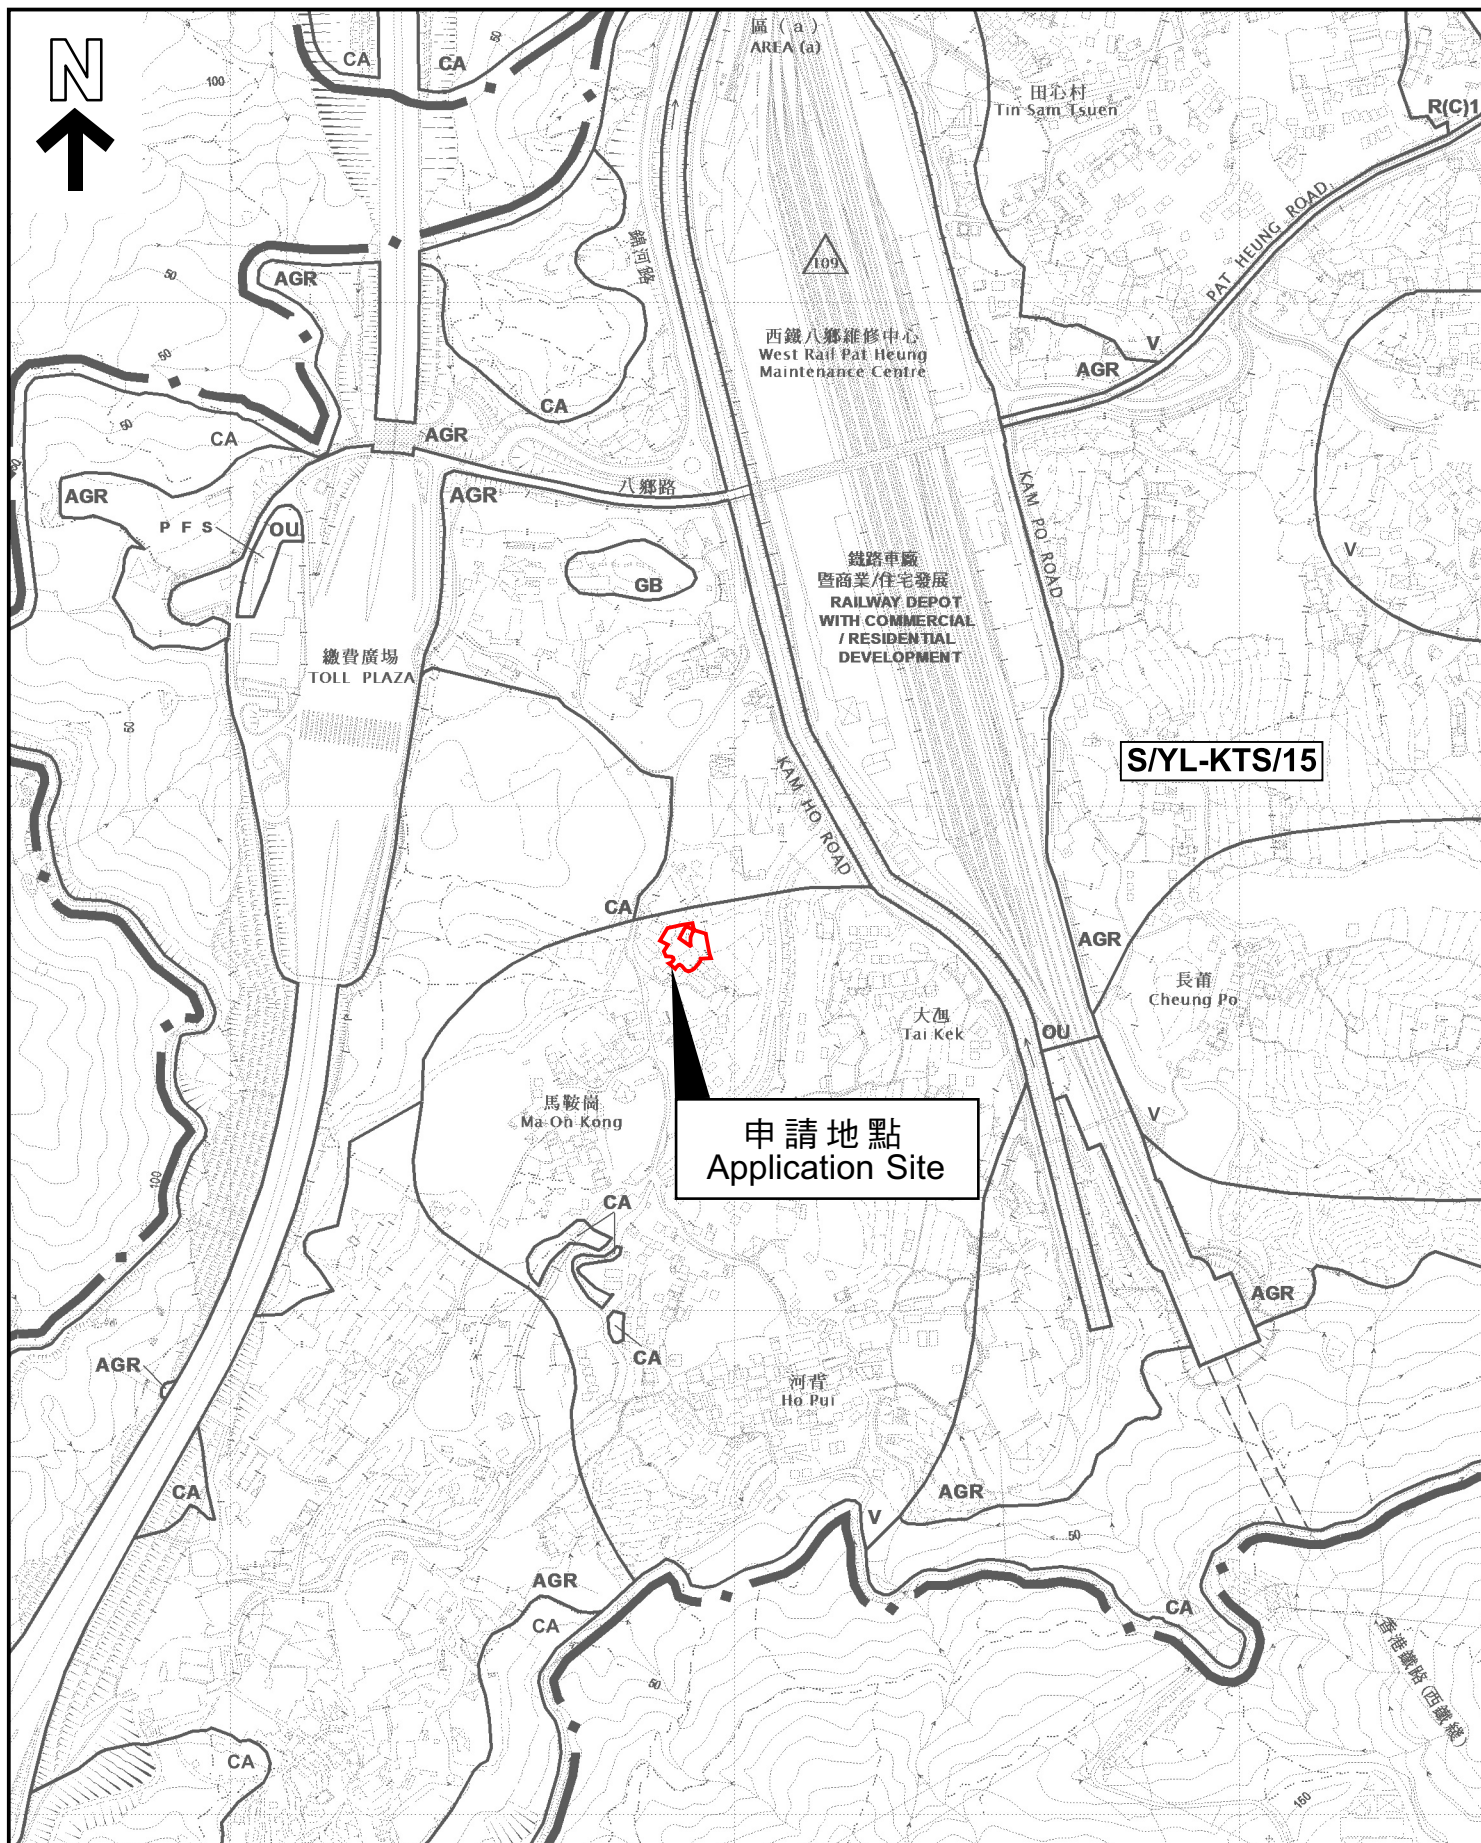 N
區 (a)
AREA (a)
CA
CA
50
100
田心村
Tin Sam Tsuen
R(C)1
PAT HEUNG ROAD
錦河路
AGR
50
109
西鐵八鄉維修中心
West Rail Pat Heung
Maintenance Centre
V
AGR
50
CA
50
CA
AGR
AGR
AGR
八鄉路
KAM PO ROAD
P F S
OU
V
鐵路車廠
暨商業/住宅發展
RAILWAY DEPOT
WITH COMMERCIAL
/ RESIDENTIAL
DEVELOPMENT
GB
繳費廣場
TOLL PLAZA
50
S/YL-KTS/15
KAM HO ROAD
CA
AGR
長莆
Cheung Po
Tai Kek
OU
馬鞍崗
Ma On Kong
V
申請地點
Application Site
100
CA
AGR
CA
AGR
河背
Ho Pui
CA
AGR
V
50
AGR
CA
CA
50
香港鐵路(西鐵綫)
CA
150